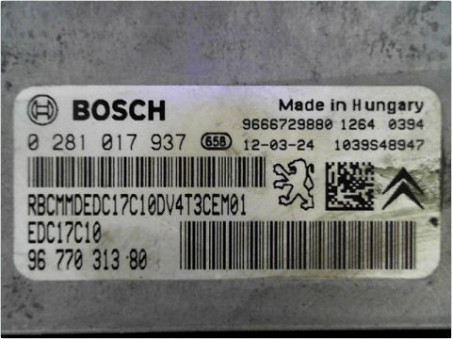 BOSCH
Made in Hungary
9666729880 1264 0394
0 281 017 937 658 12-03-24 1039S48947
RBCMMDEDC17C10DV4T3CEM01
EDC17C10
96 770 313 80